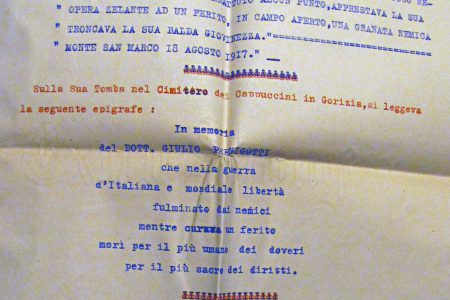 " OPERA ZELANTE AD UN FERITO, IN CAMPO APERTO, UNA GRANATA NEMICA
" TRONCAVA LA SUA BALDA GIOVINEZZA."
" MONTE SAN MARCO 18 AGOSTO 1917." _
Sulla Sua Tomba nel Cimitero dei Cappuccini in Gorizia, si leggeva
la seguente epigrafe :
In memoria
del DOTT. GIULIO
che nella guerra
d'Italiana e mondiale libertà
fulminato dai nemici
mentre curava un ferito
morì per il più umano dei doveri
per il più sacro dei diritti.